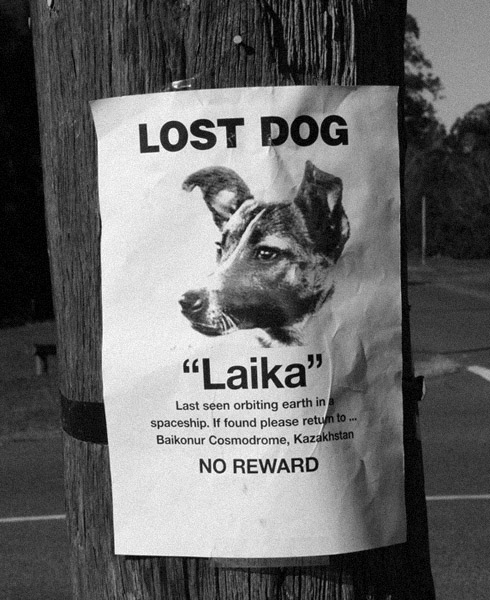 LOST DOG
“Laika”
Last seen orbiting earth in a
spaceship. If found please return to ...
Baikonur Cosmodrome, Kazakhstan
NO REWARD